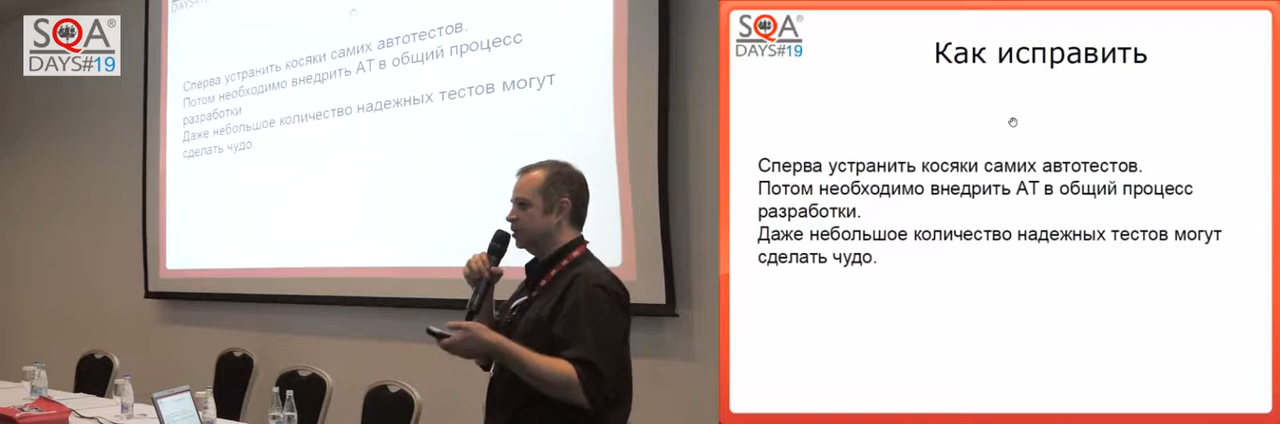 SQA®
DAYS#19
DAYS#19
Сперва устранить косяки самих автотестов.
Потом необходимо внедрить АТ в общий процесс
разработки
Даже небольшое количество надежных тестов могут
сделать чудо.
SQA®
DAYS#19
Как исправить
Сперва устранить косяки самих автотестов.
Потом необходимо внедрить АТ в общий процесс
разработки.
Даже небольшое количество надежных тестов могут
сделать чудо.